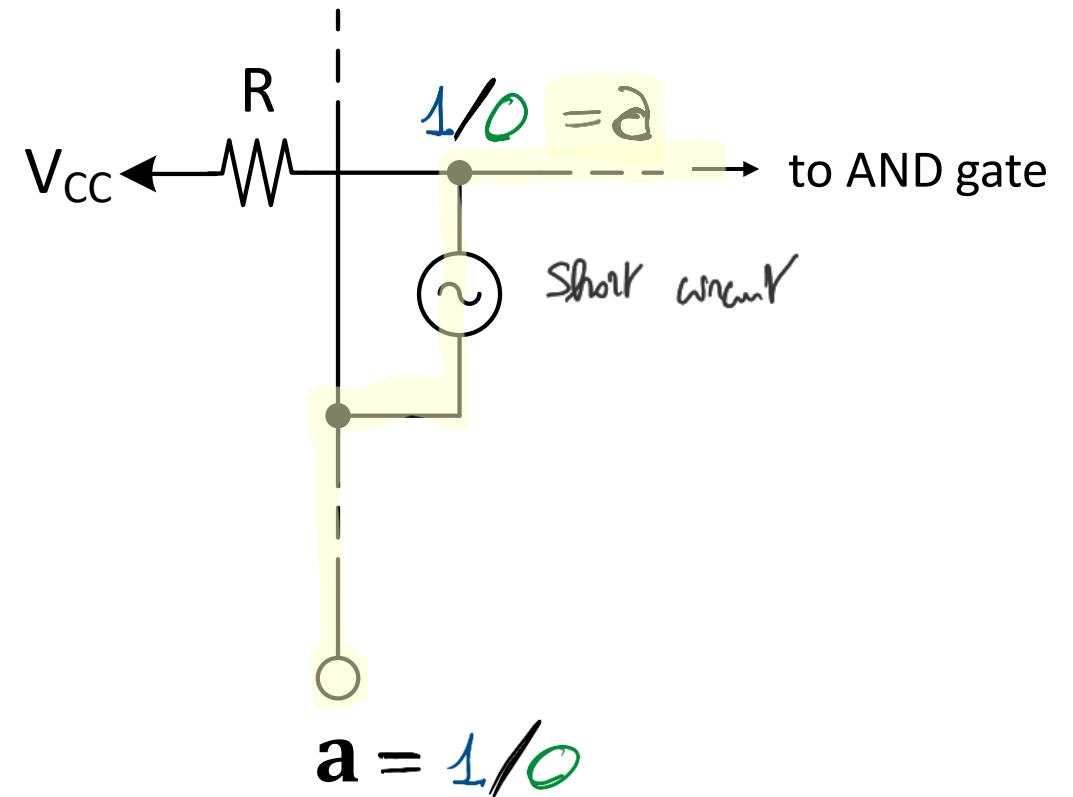 R
1/0 = a
VCC
to AND gate
short circuit
a = 1/0